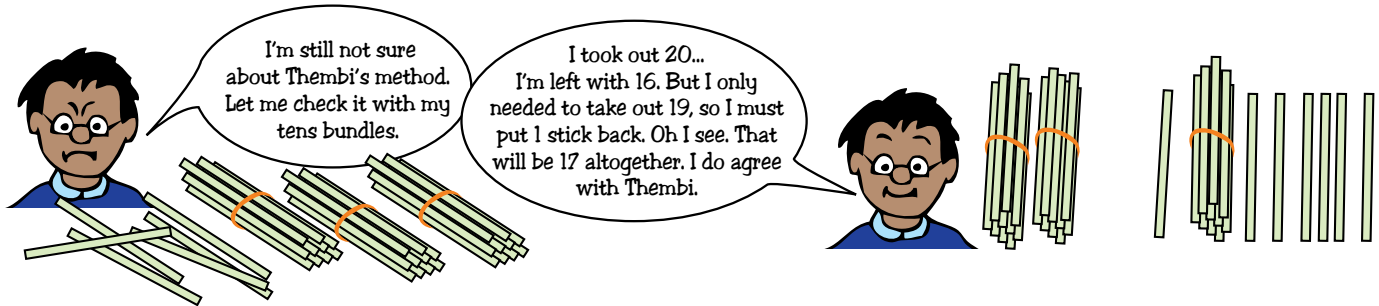 I'm still not sure
about Thembi's method.
Let me check it with my
tens bundles.
I took out 20...
I'm left with 16. But I only
needed to take out 19, so I must
put 1 stick back. Oh I see. That
will be 17 altogether. I do agree
with Thembi.